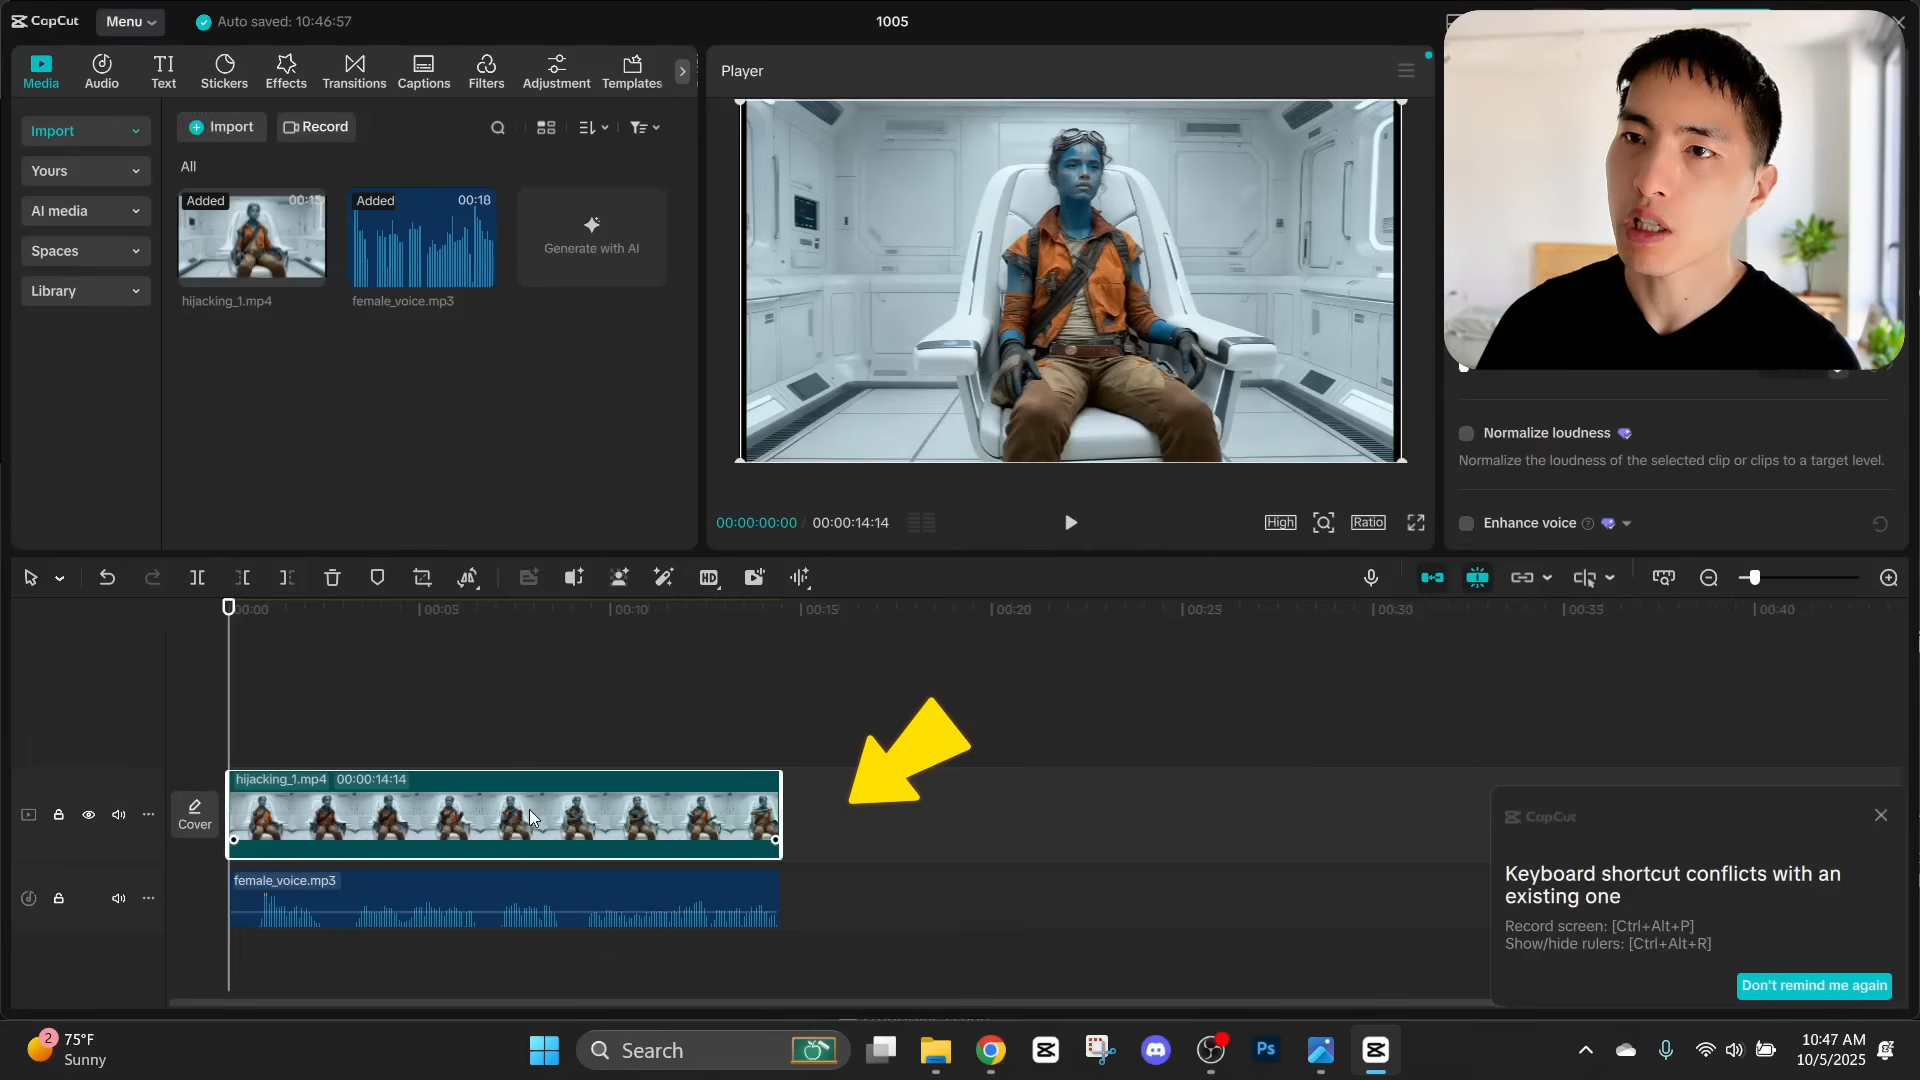 CapCut
Menu
Auto saved: 10:46:57
1005
Media
Audio
Text
Stickers
Effects
Transitions
Captions
Filters
Adjustment
Templates
Player
Import
Yours
AI media
Spaces
Library
Import
Record
All
Added
Added
00:18
Generate with AI
hijacking_1.mp4
female_voice.mp3
00:00:00:00 / 00:00:14:14
High
Ratio
Normalize loudness
Normalize the loudness of the selected clip or clips to a target level.
Enhance voice
00:00
00:05
00:10
00:15
00:20
00:25
00:30
00:35
00:40
hijacking_1.mp4 00:00:14:14
Cover
female_voice.mp3
CapCut
Keyboard shortcut conflicts with an
existing one
Record screen: [Ctrl+Alt+P]
Show/hide rulers: [Ctrl+Alt+R]
Don't remind me again
2
75°F
Sunny
Search
Ps
10:47 AM
10/5/2025